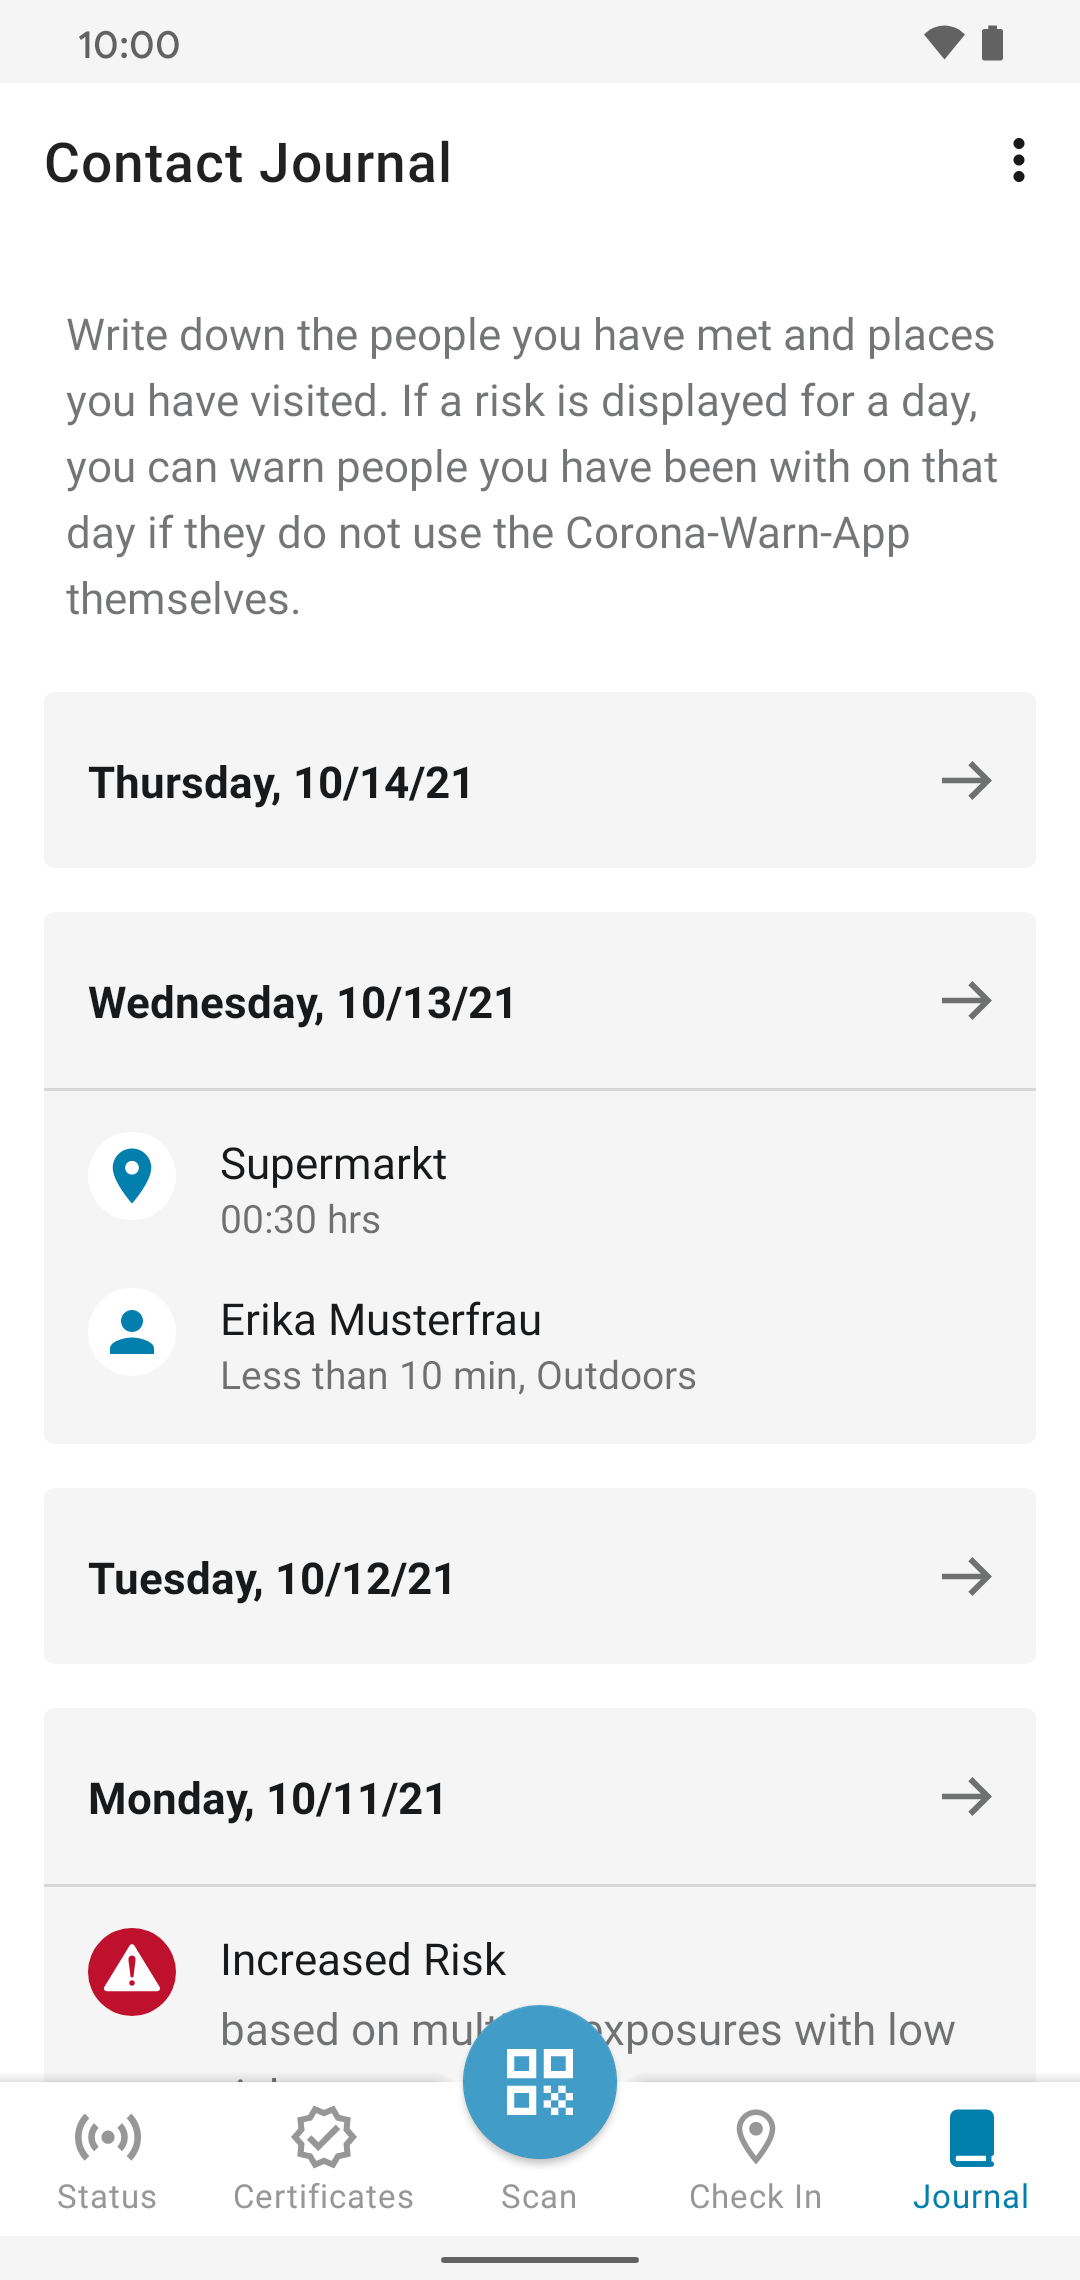 10:00
Contact Journal
Write down the people you have met and places
you have visited. If a risk is displayed for a day,
you can warn people you have been with on that
day if they do not use the Corona-Warn-App
themselves.
Thursday, 10/14/21
Wednesday, 10/13/21
Supermarkt
00:30 hrs
Erika Musterfrau
Less than 10 min, Outdoors
Tuesday, 10/12/21
Monday, 10/11/21
Increased Risk
based on exposures with low
Status
Certificates
Scan
Check In
Journal